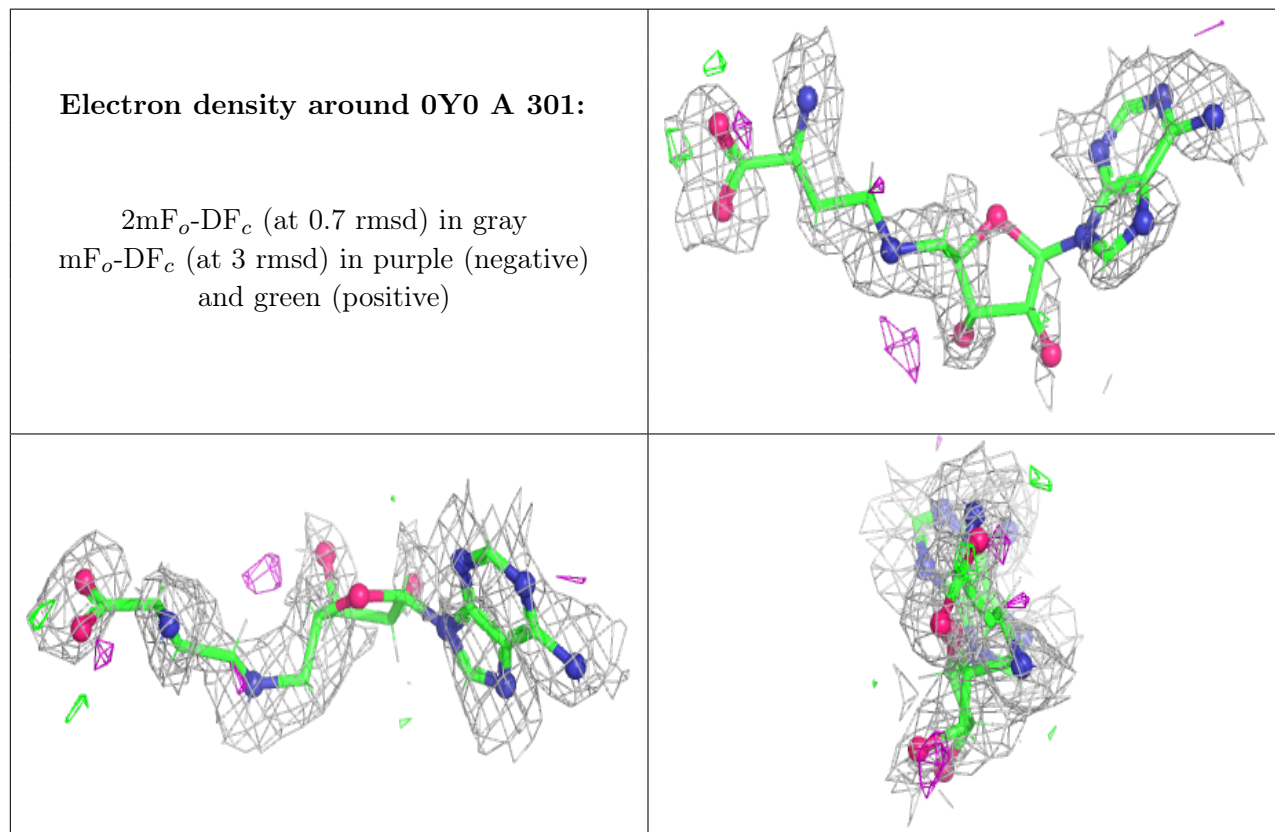 Electron density around 0Y0 A 301:
2mFₒ-DF𝒸 (at 0.7 rmsd) in gray
mFₒ-DF𝒸 (at 3 rmsd) in purple (negative)
and green (positive)